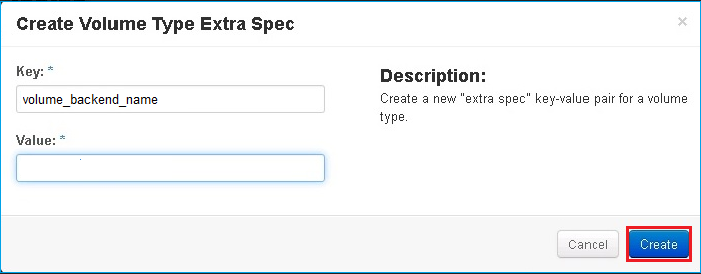 Create Volume Type Extra Spec
×
Key: *
volume_backend_name
Value: *
Description:
Create a new "extra spec" key-value pair for a volume
type.
Cancel
Create